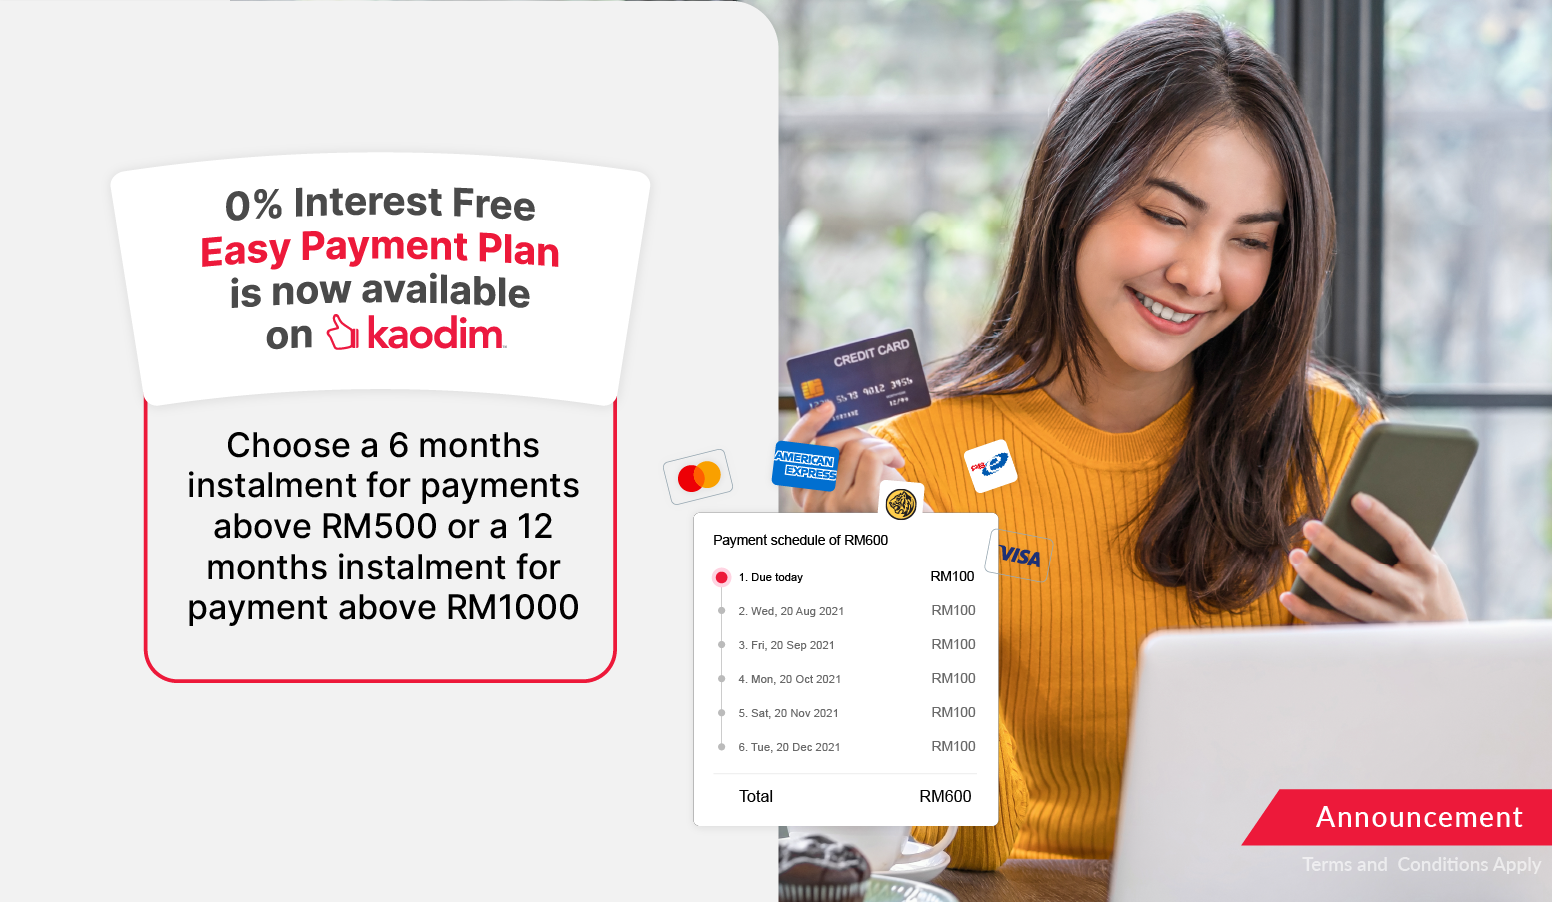 0% Interest Free
Easy Payment Plan
is now available
on kaodim
Choose a 6 months
instalment for payments
above RM500 or a 12
months instalment for
payment above RM1000
CREDIT CARD
AMERICAN
EXPRESS
VISA
Payment schedule of RM600
1. Due today RM100
2. Wed, 20 Aug 2021 RM100
3. Fri, 20 Sep 2021 RM100
4. Mon, 20 Oct 2021 RM100
5. Sat, 20 Nov 2021 RM100
6. Tue, 20 Dec 2021 RM100
Total RM600
Announcement
Terms and Conditions Apply